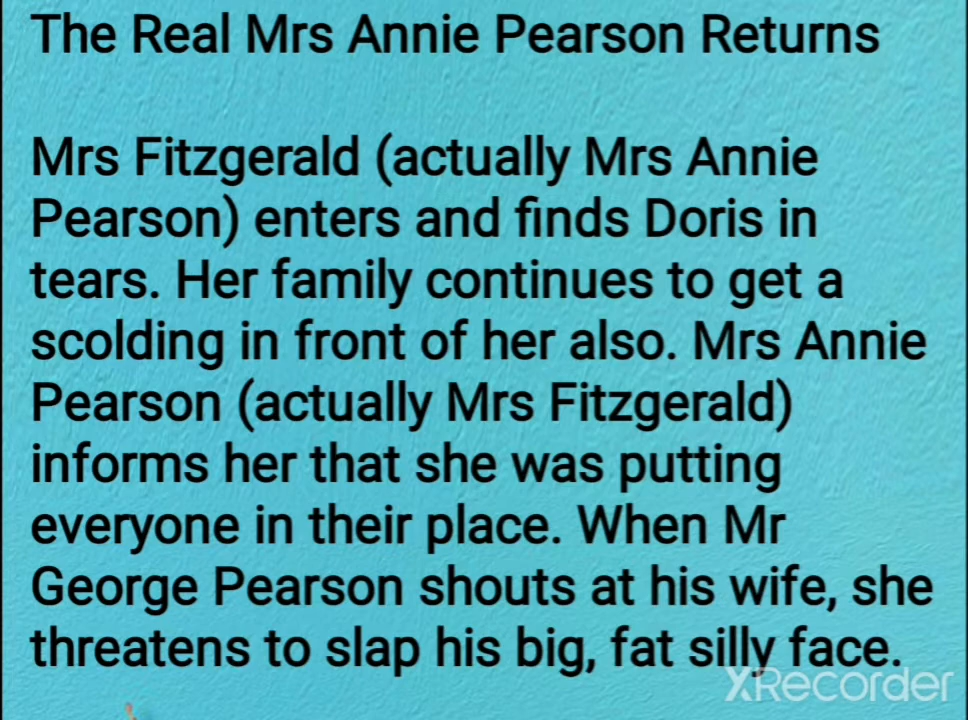 The Real Mrs Annie Pearson Returns
Mrs Fitzgerald (actually Mrs Annie
Pearson) enters and finds Doris in
tears. Her family continues to get a
scolding in front of her also. Mrs Annie
Pearson (actually Mrs Fitzgerald)
informs her that she was putting
everyone in their place. When Mr
George Pearson shouts at his wife, she
threatens to slap his big, fat silly face.
XRecorder